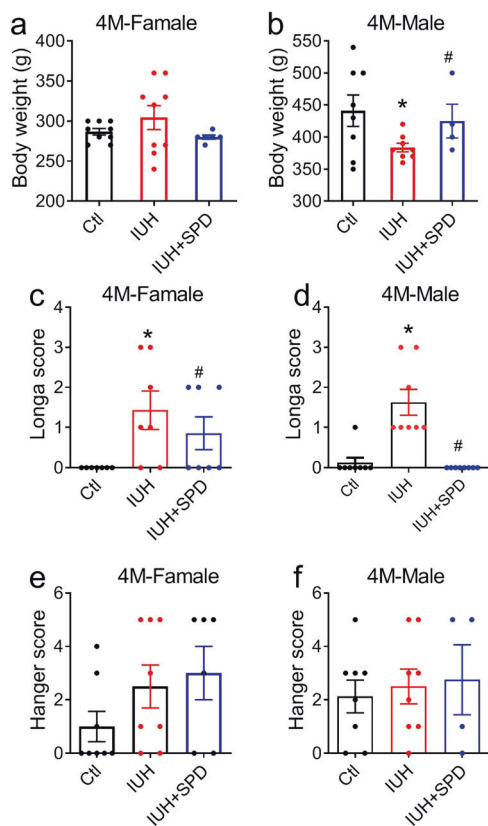 a 4M-Famale
Body weight (g)
300
250
200
150
100
Ctl
IUH
IUH+SPD
b 4M-Male
Body weight (g)
550
500
450
400
350
300
*
#
Ctl
IUH
IUH+SPD
c 4M-Famale
Longa score
4
3
2
1
0
*
#
Ctl
IUH
IUH+SPD
d 4M-Male
Longa score
4
3
2
1
0
*
#
Ctl
IUH
IUH+SPD
e 4M-Famale
Hanger score
6
4
2
0
Ctl
IUH
IUH+SPD
f 4M-Male
Hanger score
6
4
2
0
Ctl
IUH
IUH+SPD